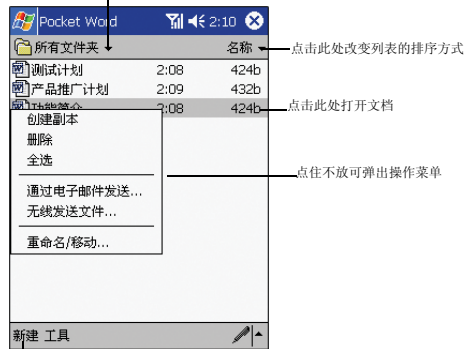 Pocket Word 2:10
所有文件夹 名称
点击此处改变列表的排序方式
测试计划 2:08 424b
产品推广计划 2:09 432b
功能简介 2:08 424b
点击此处打开文档
创建副本
删除
全选
点住不放可弹出操作菜单
通过电子邮件发送...
无线发送文件...
重命名/移动...
新建 工具